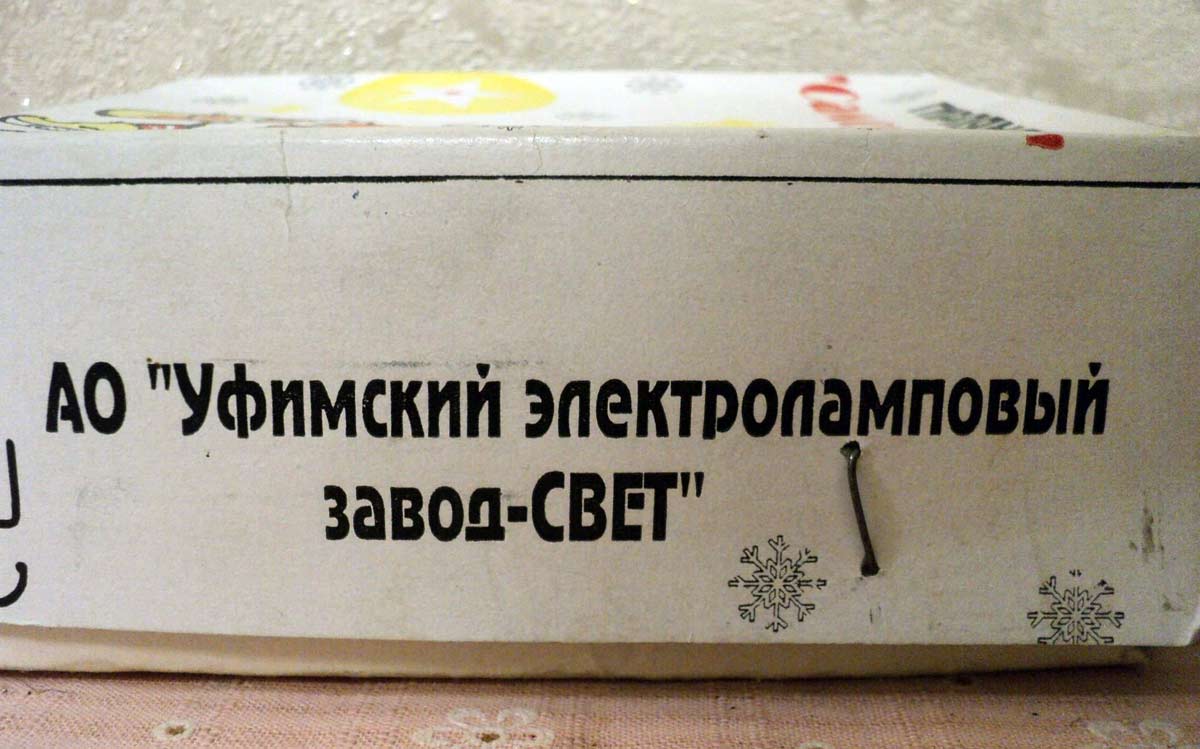 АО "Уфимский электроламповый
завод-СВЕТ"